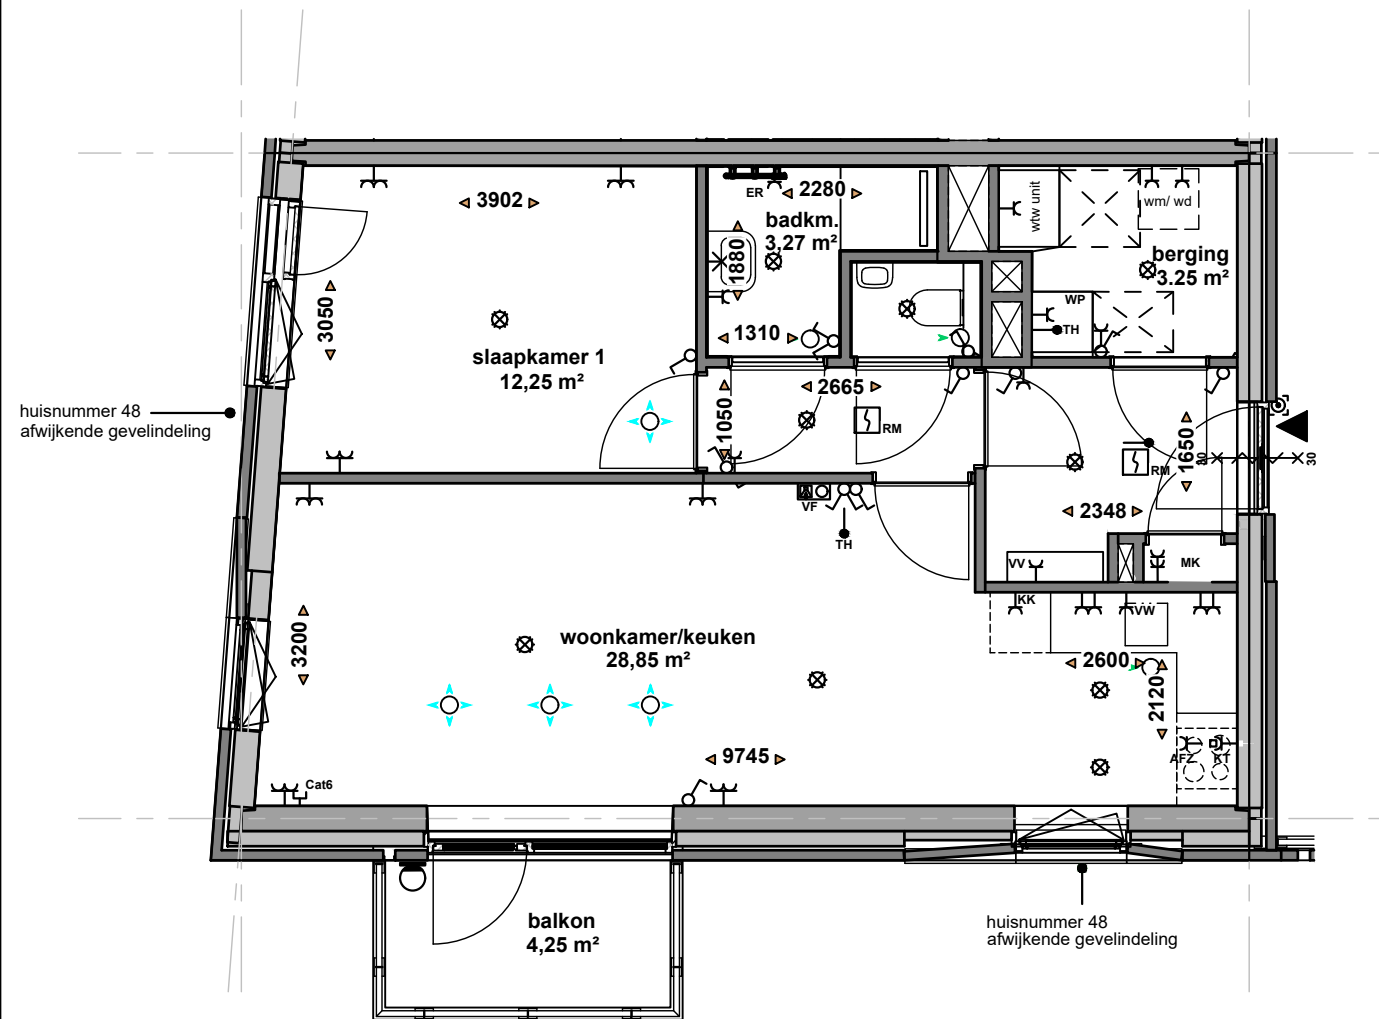 ER
2280
badkm.
3,27 m²
1880
1310
3902
3050
slaapkamer 1
12,25 m²
wtw unit
wm/ wd
berging
3.25 m²
WP
TH
huisnummer 48
afwijkende gevelindeling
2665
1050
RM
RM
1650
30
30
2348
VF
TH
VV
MK
KK
VW
3200
woonkamer/keuken
28,85 m²
2600
2120
9745
AFZ
KT
Cat6
balkon
4,25 m²
huisnummer 48
afwijkende gevelindeling